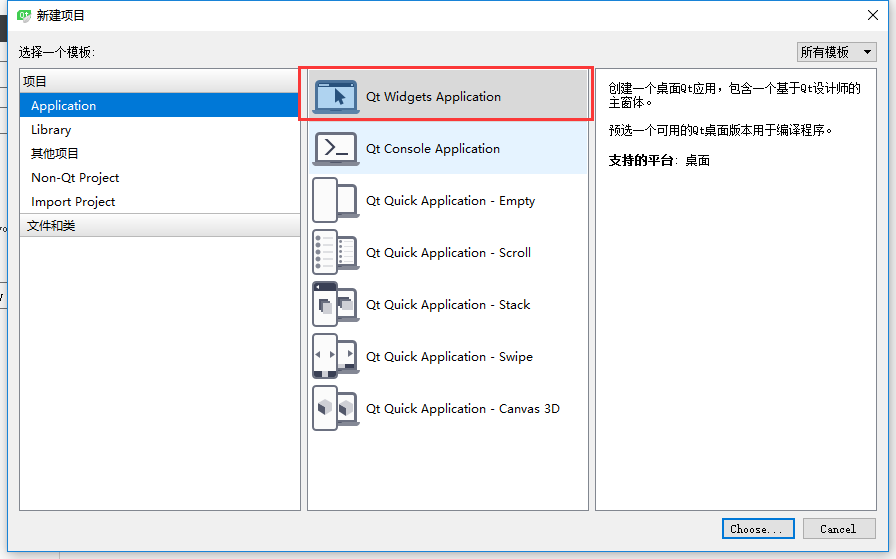 Qt 新建项目
选择一个模板:
所有模板
项目
Application
Library
其他项目
Non-Qt Project
Import Project
文件和类
Qt Widgets Application
Qt Console Application
Qt Quick Application - Empty
Qt Quick Application - Scroll
Qt Quick Application - Stack
Qt Quick Application - Swipe
Qt Quick Application - Canvas 3D
创建一个桌面Qt应用，包含一个基于Qt设计师的
主窗体。
预选一个可用的Qt桌面版本用于编译程序。
支持的平台：桌面
Choose...
Cancel